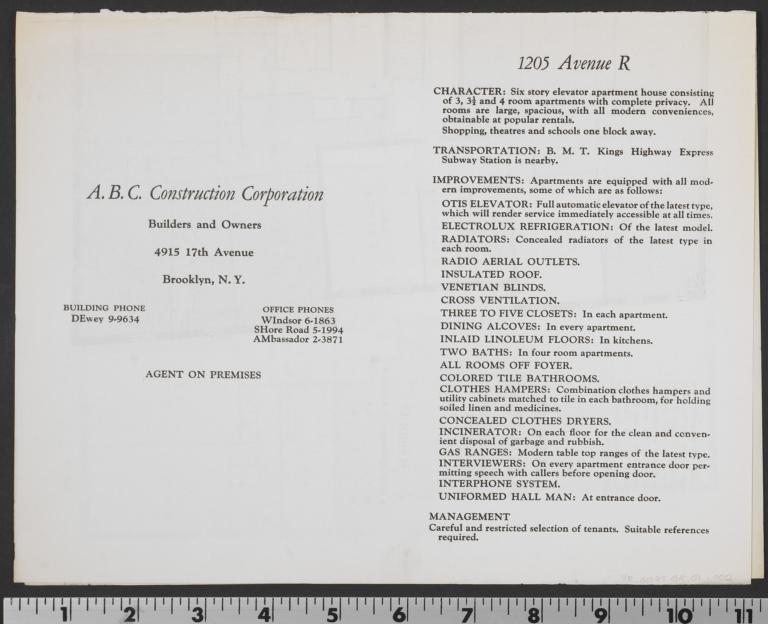 A. B. C. Construction Corporation
Builders and Owners
4915 17th Avenue
Brooklyn, N. Y.
BUILDING PHONE
DEwey 9-9634
OFFICE PHONES
WIndsor 6-1863
SHore Road 5-1994
AMbassador 2-3871
AGENT ON PREMISES
1205 Avenue R
CHARACTER: Six story elevator apartment house consisting
of 3, 3½ and 4 room apartments with complete privacy. All
rooms are large, spacious, with all modern conveniences,
obtainable at popular rentals.
Shopping, theatres and schools one block away.
TRANSPORTATION: B. M. T. Kings Highway Express
Subway Station is nearby.
IMPROVEMENTS: Apartments are equipped with all mod-
ern improvements, some of which are as follows:
OTIS ELEVATOR: Full automatic elevator of the latest type,
which will render service immediately accessible at all times.
ELECTROLUX REFRIGERATION: Of the latest model.
RADIATORS: Concealed radiators of the latest type in
each room.
RADIO AERIAL OUTLETS.
INSULATED ROOF.
VENETIAN BLINDS.
CROSS VENTILATION.
THREE TO FIVE CLOSETS: In each apartment.
DINING ALCOVES: In every apartment.
INLAID LINOLEUM FLOORS: In kitchens.
TWO BATHS: In four room apartments.
ALL ROOMS OFF FOYER.
COLORED TILE BATHROOMS.
CLOTHES HAMPERS: Combination clothes hampers and
utility cabinets matched to tile in each bathroom, for holding
soiled linen and medicines.
CONCEALED CLOTHES DRYERS.
INCINERATOR: On each floor for the clean and conven-
ient disposal of garbage and rubbish.
GAS RANGES: Modern table top ranges of the latest type.
INTERVIEWERS: On every apartment entrance door per-
mitting speech with callers before opening door.
INTERPHONE SYSTEM.
UNIFORMED HALL MAN: At entrance door.
MANAGEMENT
Careful and restricted selection of tenants. Suitable references
required.
1 2 3 4 5 6 7 8 9 10 11